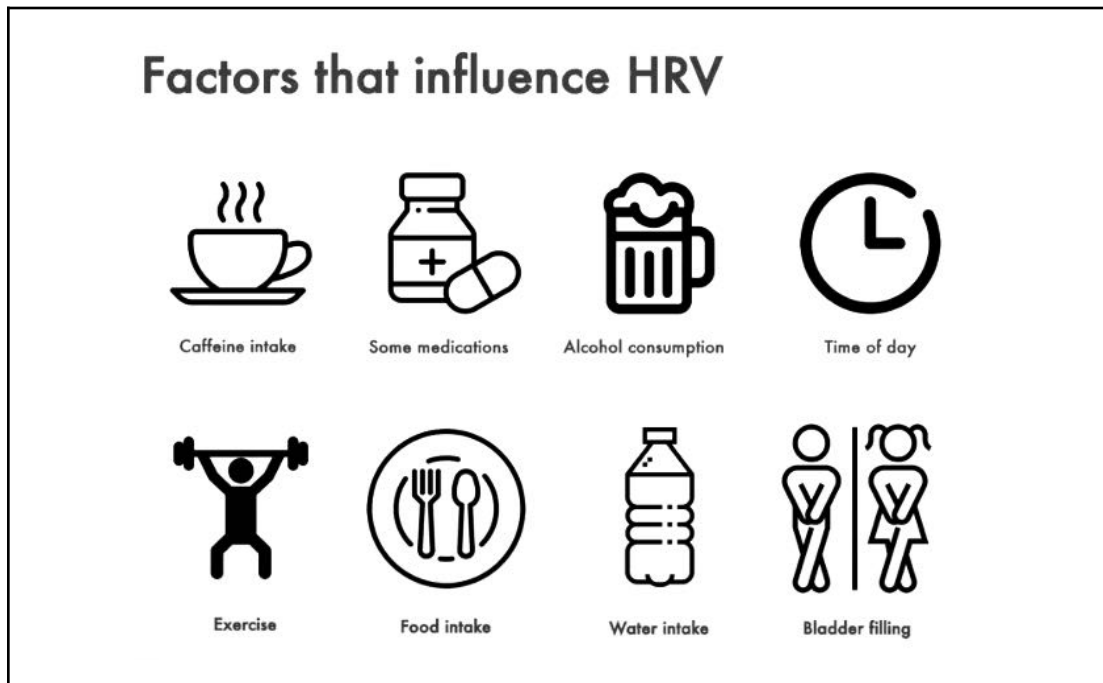 Factors that influence HRV
Caffeine intake
Some medications
Alcohol consumption
Time of day
Exercise
Food intake
Water intake
Bladder filling